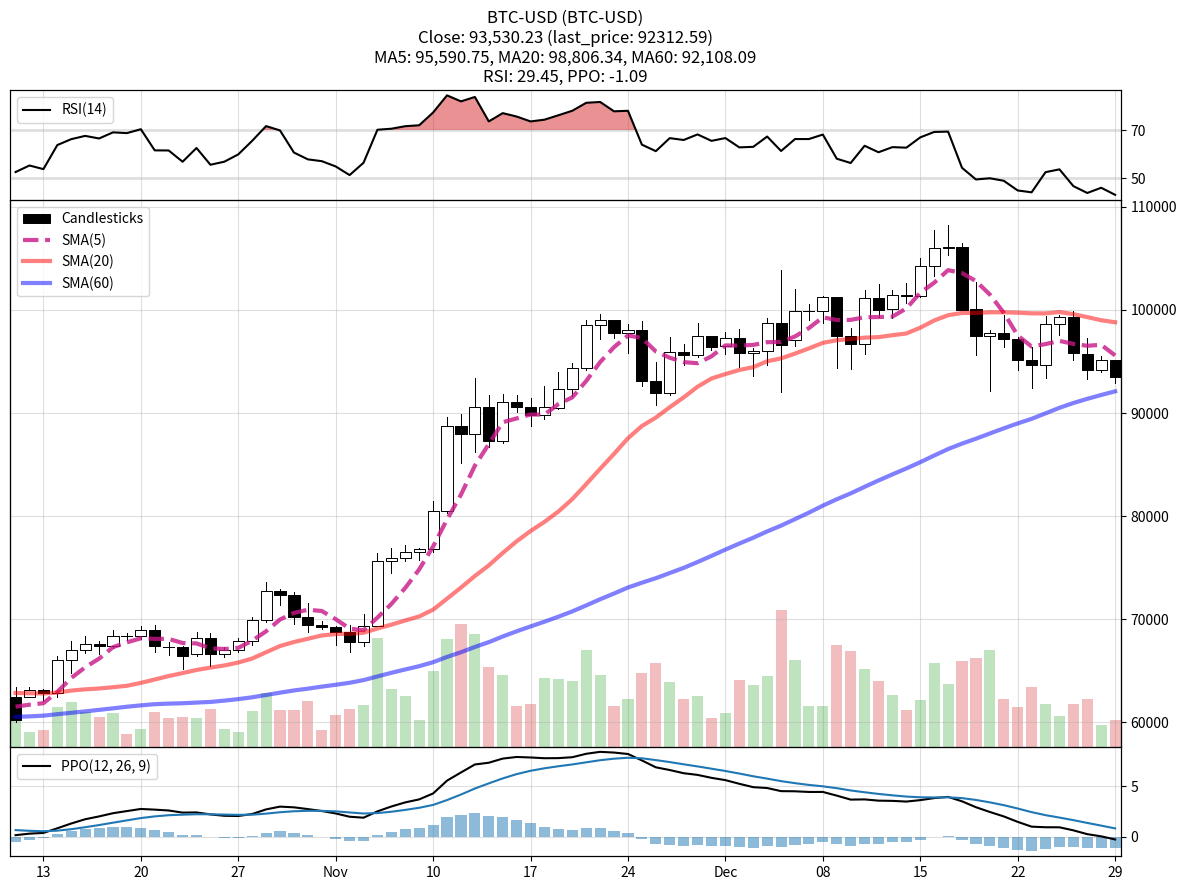 BTC-USD (BTC-USD)
Close: 93,530.23 (last_price: 92312.59)
MA5: 95,590.75, MA20: 98,806.34, MA60: 92,108.09
RSI: 29.45, PPO: -1.09
RSI(14)
70
50
Candlesticks
SMA(5)
SMA(20)
SMA(60)
110000
100000
90000
80000
70000
60000
PPO(12, 26, 9)
5
0
13 20 27 Nov 10 17 24 Dec 08 15 22 29